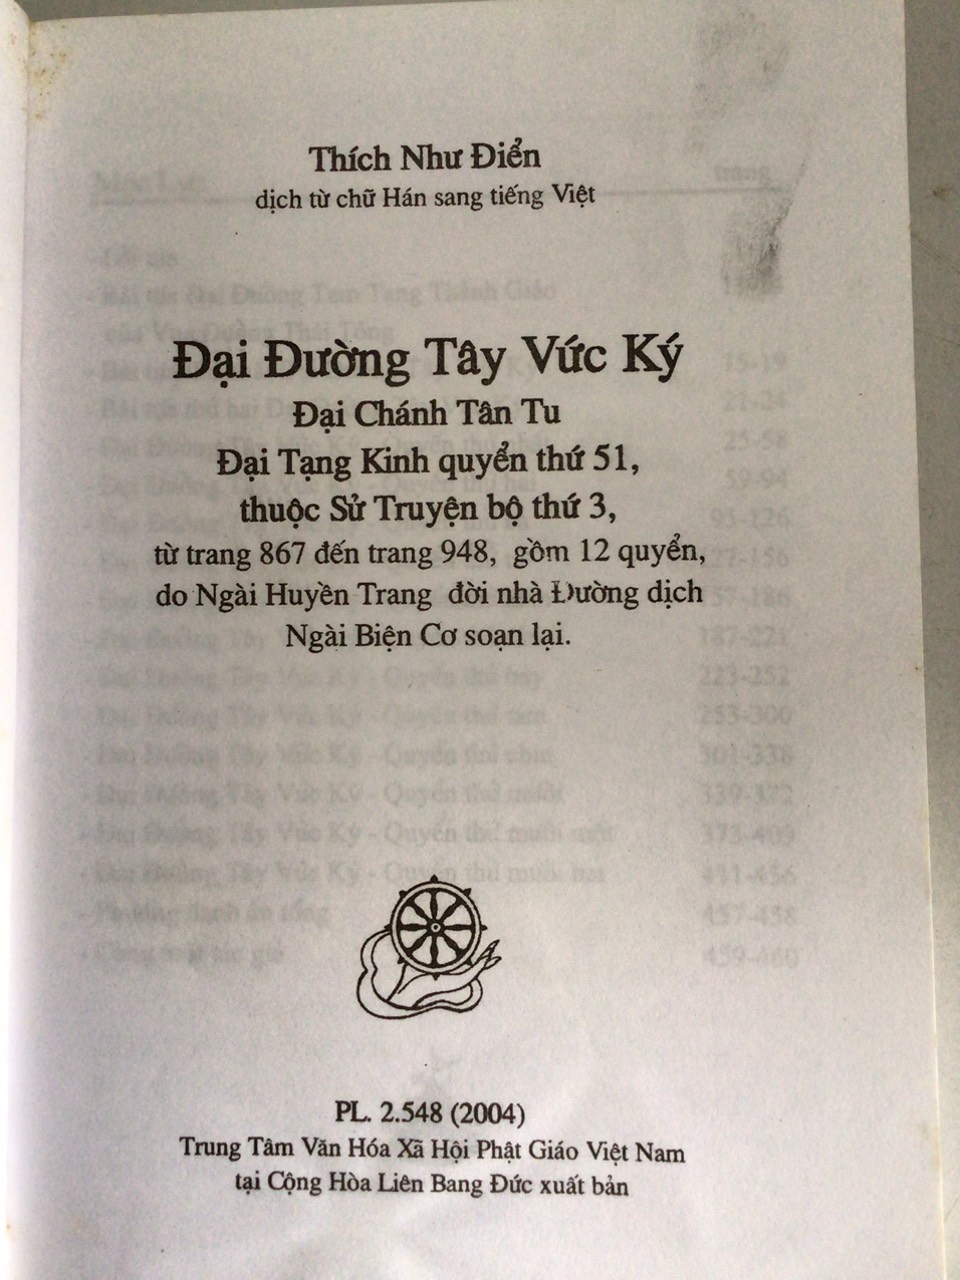 Thích Như Điển
dịch từ chữ Hán sang tiếng Việt
Đại Đường Tây Vức Ký
Đại Chánh Tân Tu
Đại Tạng Kinh quyển thứ 51,
thuộc Sử Truyện bộ thứ 3,
từ trang 867 đến trang 948, gồm 12 quyển,
do Ngài Huyền Trang đời nhà Đường dịch
Ngài Biện Cơ soạn lại.
PL. 2.548 (2004)
Trung Tâm Văn Hóa Xã Hội Phật Giáo Việt Nam
tại Cộng Hòa Liên Bang Đức xuất bản